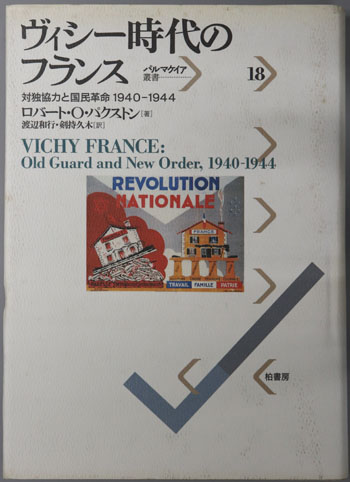 ヴィシー時代の
フランス
パルマケイア
叢書
18
対独協力と国民革命 1940-1944
ロバート・O・パクストン[著]
渡辺和行・剣持久木[訳]
VICHY FRANCE:
Old Guard and New Order, 1940-1944
REVOLUTION
NATIONALE
FRANCE
TRAVAIL FAMILLE PATRIE
柏書房